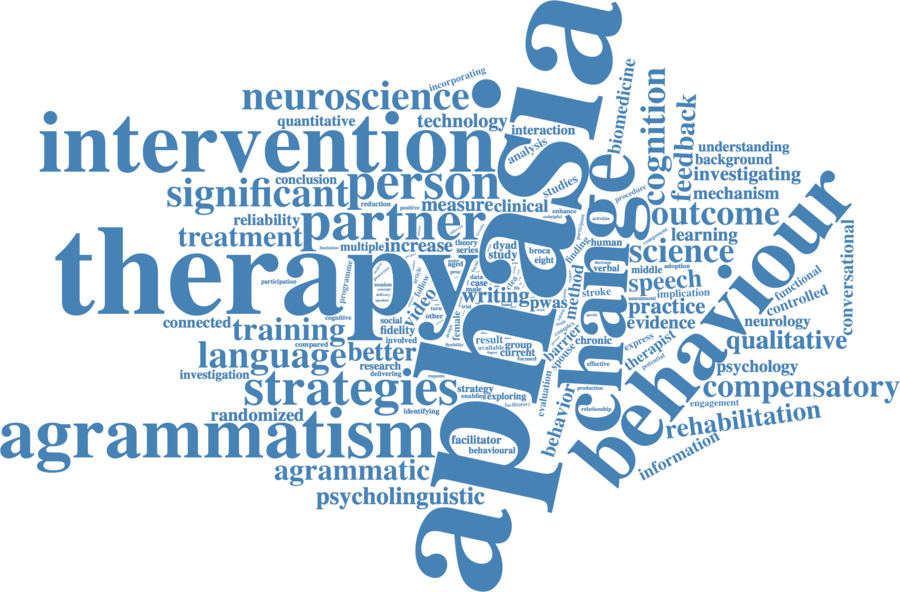 aphasia
incorporating
neuroscience
quantitative
technology
interaction
biomedicine
cognition
feedback
intervention
analysis
understanding
background
investigating
mechanism
conclusion
significant
person
studies
procedure
reduction
positive
measure
clinical
enhance
activities
outcome
reliability
partner
learning
treatment
multiple
increase
theory
series
dyad
study
broca
eight
finding
human
science
therapy
change
behaviour
verbal
middle
adoption
speech
implication
participation
programme
session
follow
aged
data
case
male
writing
pwas
method
stroke
practice
evidence
functional
controlled
conversational
connected
cognitive
social
fidelity
involved
video
turn
other
female
training
compared
language
better
research
delivering
result
available
group
current
focused
barrier
spouse
chronic
effective
express
therapist
potential
neurology
qualitative
psychology
compensatory
investigation
strategies
strategy
enabling
exploring
facilitatory
evaluation
production
relationship
engagement
randomized
identifying
behavior
rehabilitation
agrammatism
facilitator
behavioural
information
agrammatic
psycholinguistic